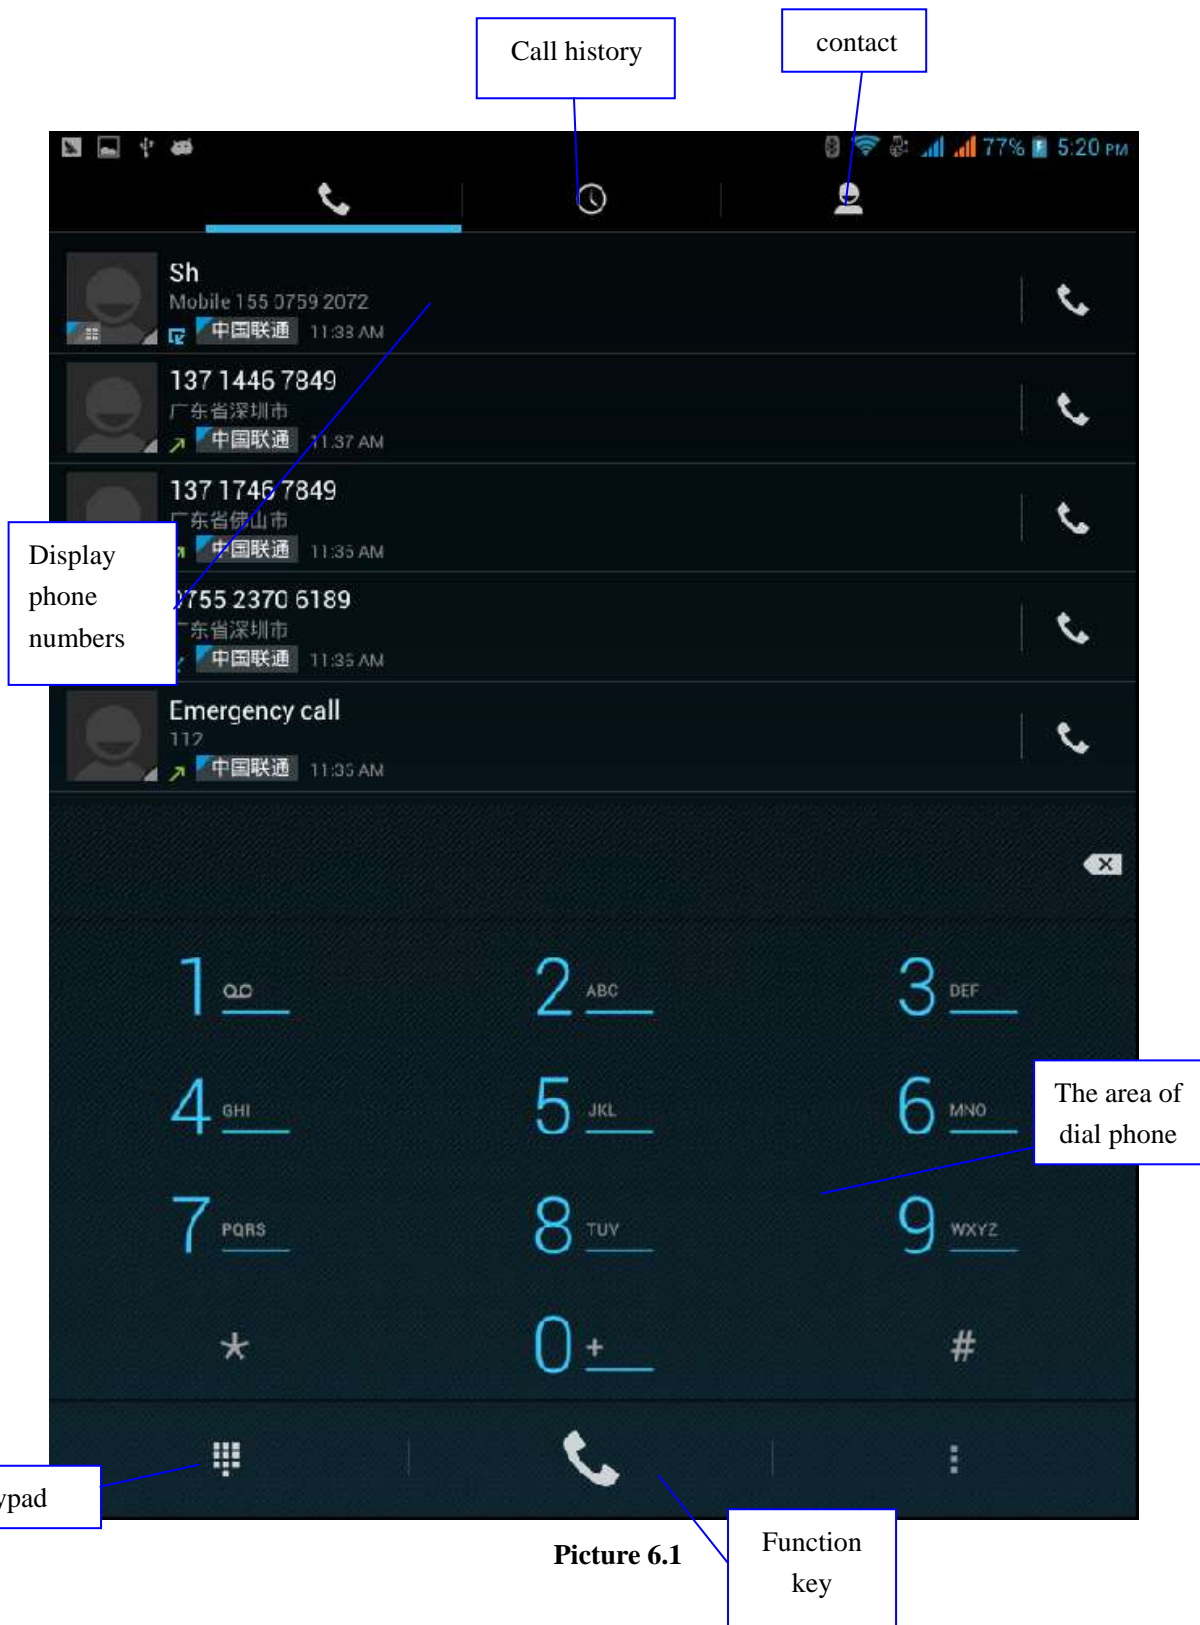 Call history
contact
77% 5:20 PM
Sh
Mobile 155 0759 2072
中国联通 11:38 AM
137 1446 7849
广东省深圳市
中国联通 11:37 AM
137 1746 7849
广东省佛山市
中国联通 11:35 AM
Display
phone
numbers
755 2370 6189
东省深圳市
中国联通 11:35 AM
Emergency call
112
中国联通 11:35 AM
1 2 ABC 3 DEF
4 GHI 5 JKL 6 MNO
The area of
dial phone
7 PQRS 8 TUV 9 WXYZ
* 0 + #
ypad
Picture 6.1
Function
key